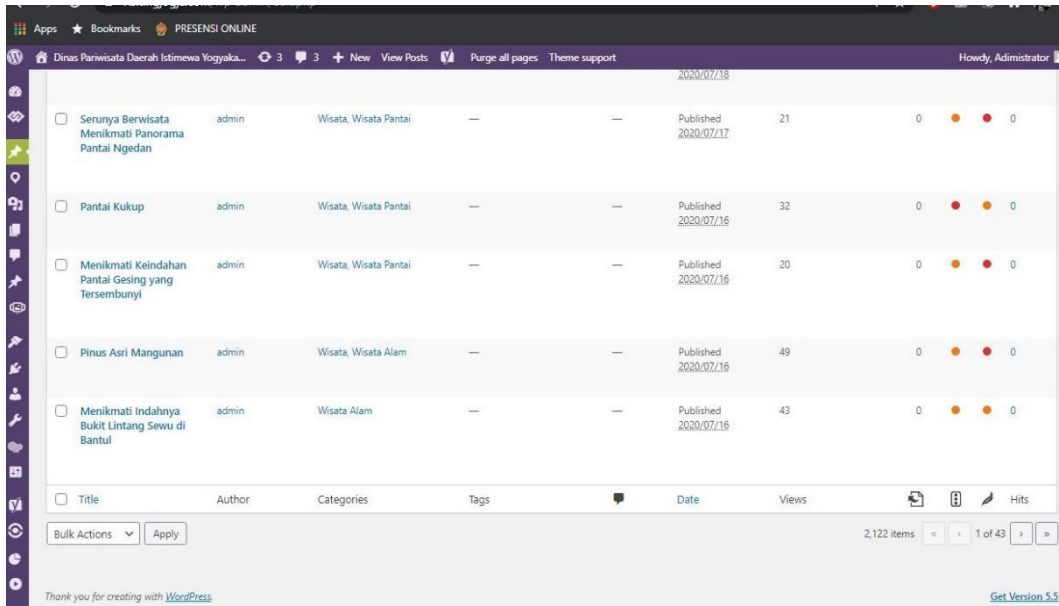 Apps Bookmarks PRESENSI ONLINE
Dinas Pariwisata Daerah Istimewa Yogyaka... 3 3 + New View Posts Purge all pages Theme support Howdy, Adimistrator
2020/07/18
Serunya Berwisata Menikmati Panorama Pantai Ngedan admin Wisata, Wisata Pantai — — Published 2020/07/17 21 0 0
Pantai Kukup admin Wisata, Wisata Pantai — — Published 2020/07/16 32 0 0
Menikmati Keindahan Pantai Gesing yang Tersembunyi admin Wisata, Wisata Pantai — — Published 2020/07/16 20 0 0
Pinus Asri Mangunan admin Wisata, Wisata Alam — — Published 2020/07/16 49 0 0
Menikmati Indahnya Bukit Lintang Sewu di Bantul admin Wisata Alam — — Published 2020/07/16 43 0 0
Title Author Categories Tags Date Views Hits
Bulk Actions Apply 2,122 items « ‹ 1 of 43 › »
Thank you for creating with WordPress. Get Version 5.5